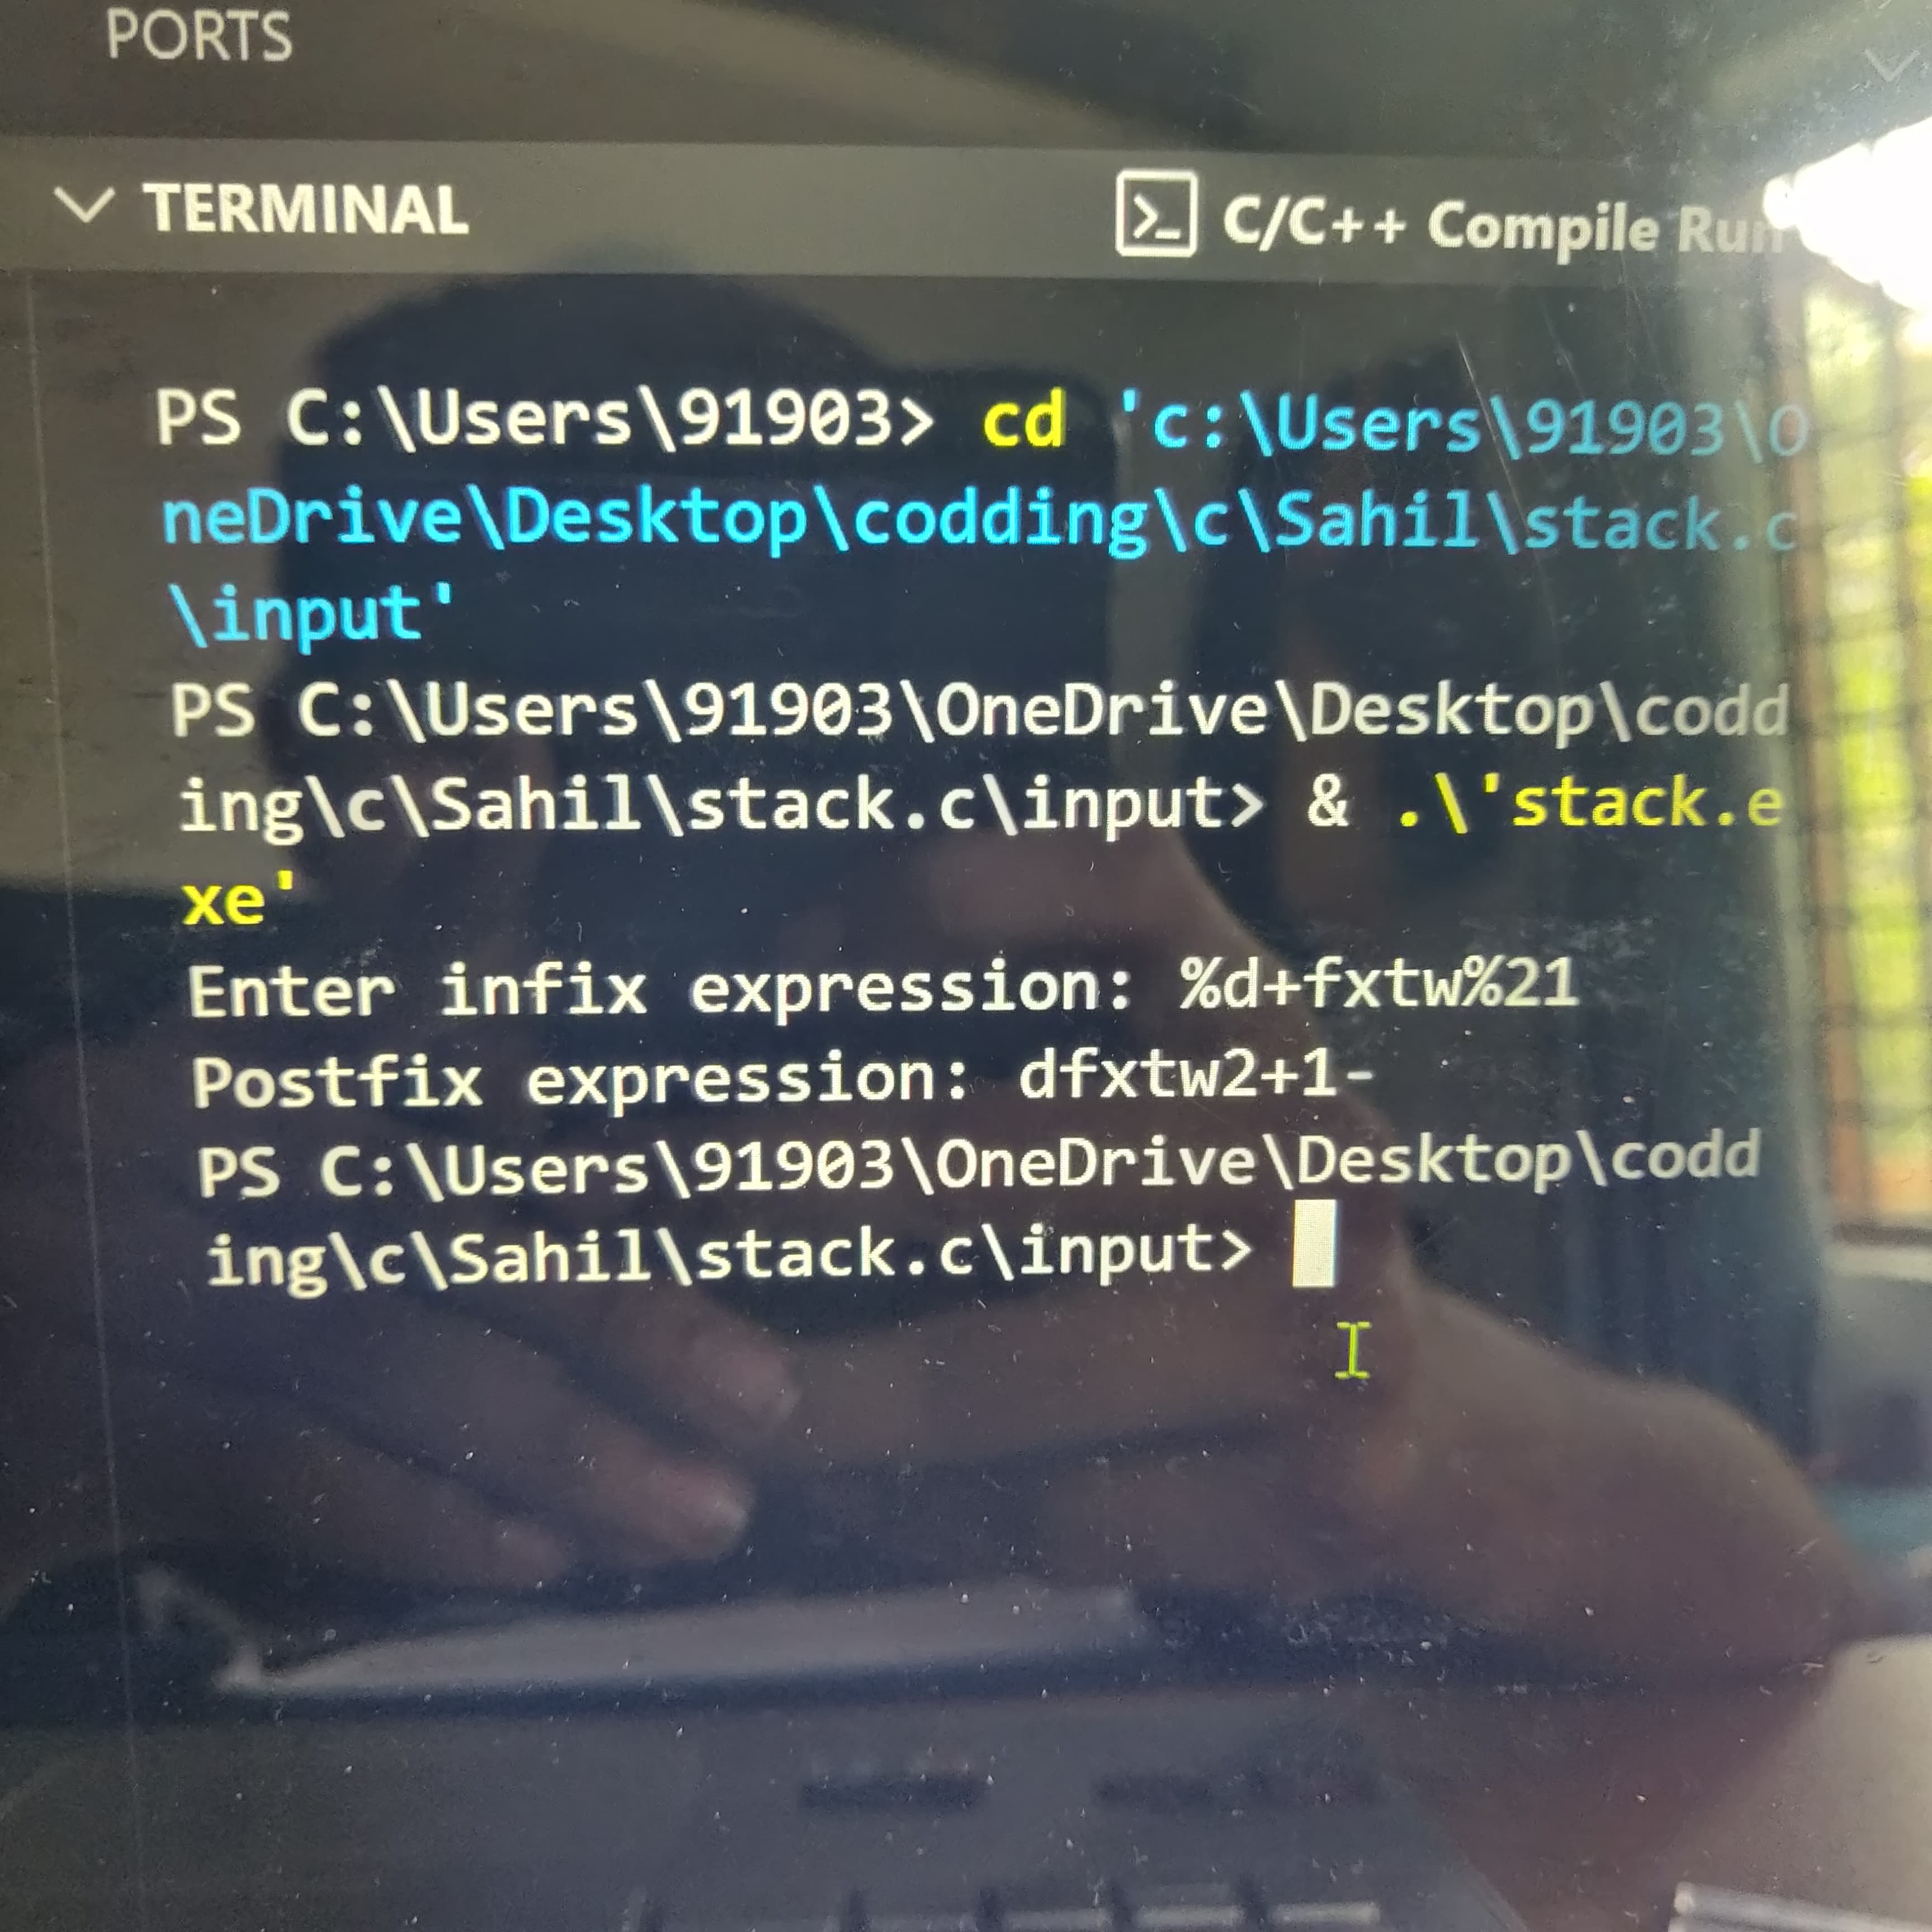 PORTS
TERMINAL
C/C++ Compile Run
PS C:\Users\91903> cd 'c:\Users\91903\O
neDrive\Desktop\codding\c\Sahil\stack.c
\input'
PS C:\Users\91903\OneDrive\Desktop\codd
ing\c\Sahil\stack.c\input> & .\'stack.e
xe'
Enter infix expression: %d+fxtw%21
Postfix expression: dfxtw2+1-
PS C:\Users\91903\OneDrive\Desktop\codd
ing\c\Sahil\stack.c\input>